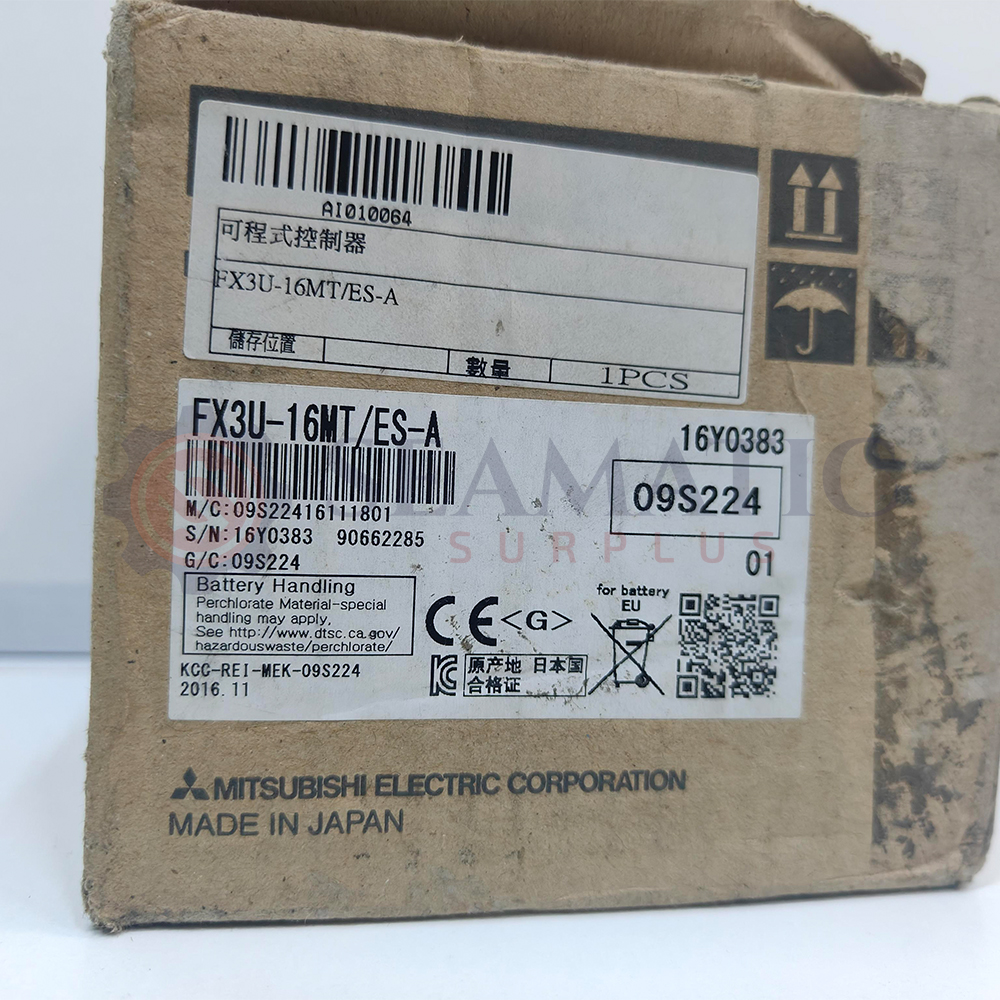 AI010064
可程式控制器
FX3U-16MT/ES-A
儲存位置
數量
1PCS
FX3U-16MT/ES-A
16Y0383
09S224
M/C:09S22416111801
S/N:16Y0383 90662285
G/C:09S224
01
Battery Handling
Perchlorate Material-special
handling may apply.
See http://www.dtsc.ca.gov/
hazardouswaste/perchlorate/
CE <G>
for battery
EU
原产地 日本国
合格证
KCC-REI-MEK-09S224
2016.11
MITSUBISHI ELECTRIC CORPORATION
MADE IN JAPAN
SURPLUS